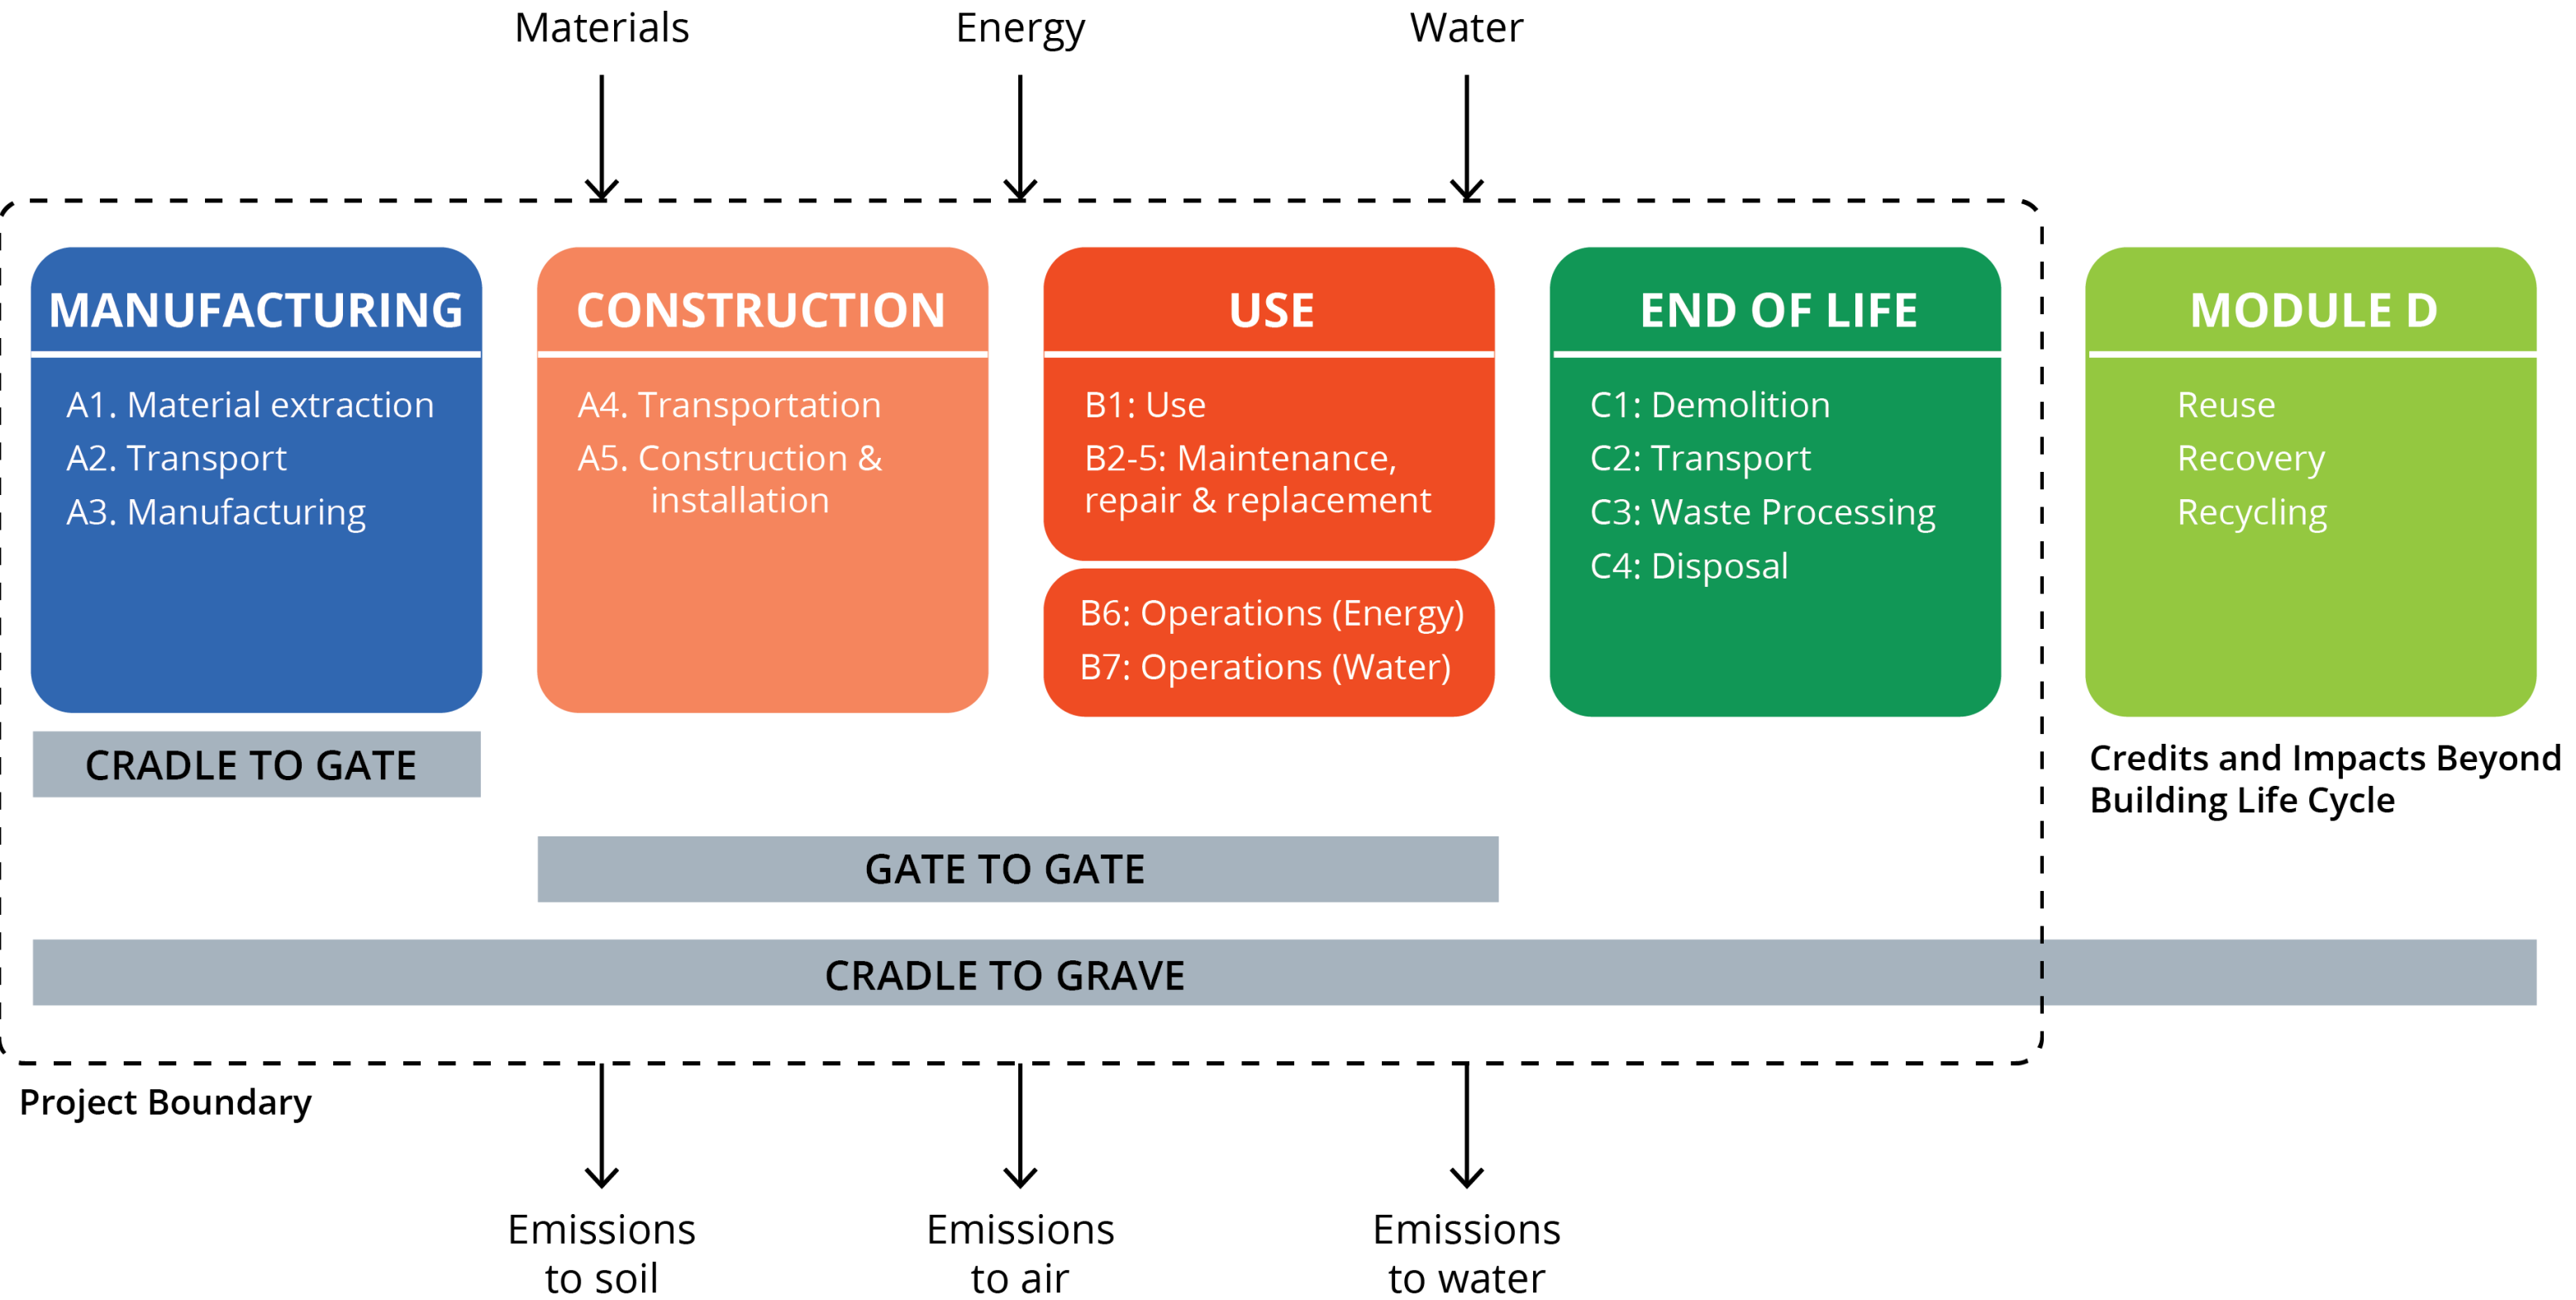 Materials
Energy
Water
MANUFACTURING
A1. Material extraction
A2. Transport
A3. Manufacturing
CONSTRUCTION
A4. Transportation
A5. Construction &
installation
USE
B1: Use
B2-5: Maintenance,
repair & replacement
B6: Operations (Energy)
B7: Operations (Water)
END OF LIFE
C1: Demolition
C2: Transport
C3: Waste Processing
C4: Disposal
MODULE D
Reuse
Recovery
Recycling
CRADLE TO GATE
Credits and Impacts Beyond
Building Life Cycle
GATE TO GATE
CRADLE TO GRAVE
Project Boundary
Emissions
to soil
Emissions
to air
Emissions
to water